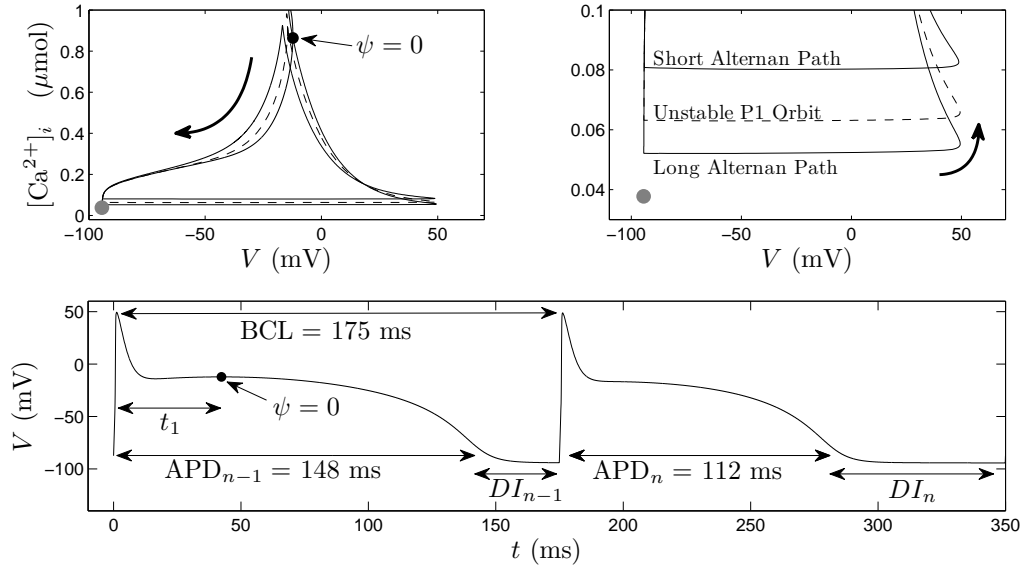 [Ca²⁺]ᵢ (μmol)
1
0.8
0.6
0.4
0.2
0
−100
−50
0
50
V (mV)
ψ = 0
0.1
0.08
0.06
0.04
−100
−50
0
50
V (mV)
Short Alternan Path
Unstable P1 Orbit
Long Alternan Path
V (mV)
50
0
−50
−100
BCL = 175 ms
ψ = 0
t₁
APDₙ₋₁ = 148 ms
DIₙ₋₁
APDₙ = 112 ms
DIₙ
0
50
100
150
200
250
300
350
t (ms)